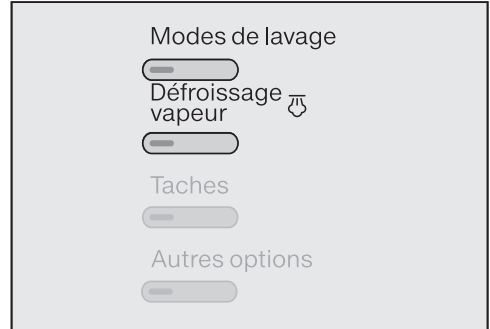 Modes de lavage
Défroissage
vapeur
Taches
Autres options